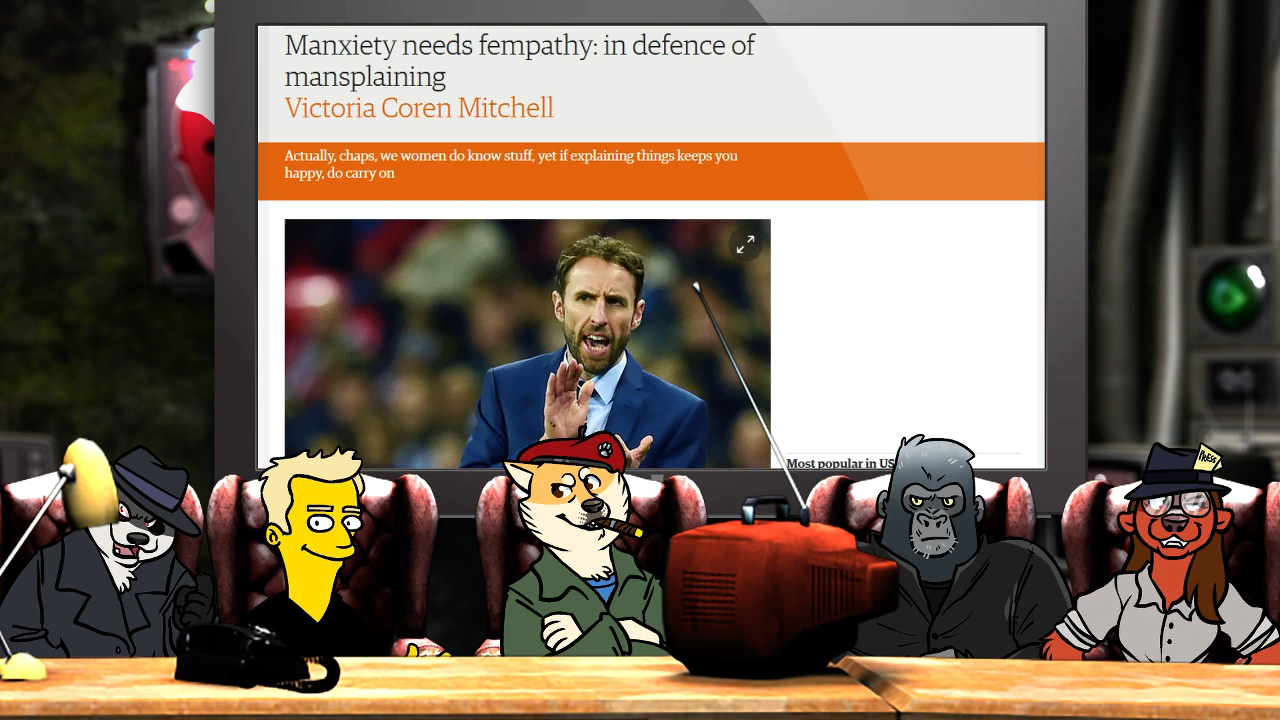 Manxiety needs fempathy: in defence of
mansplaining
Victoria Coren Mitchell
Actually, chaps, we women do know stuff, yet if explaining things keeps you
happy, do carry on
Most popular in US
PRESS